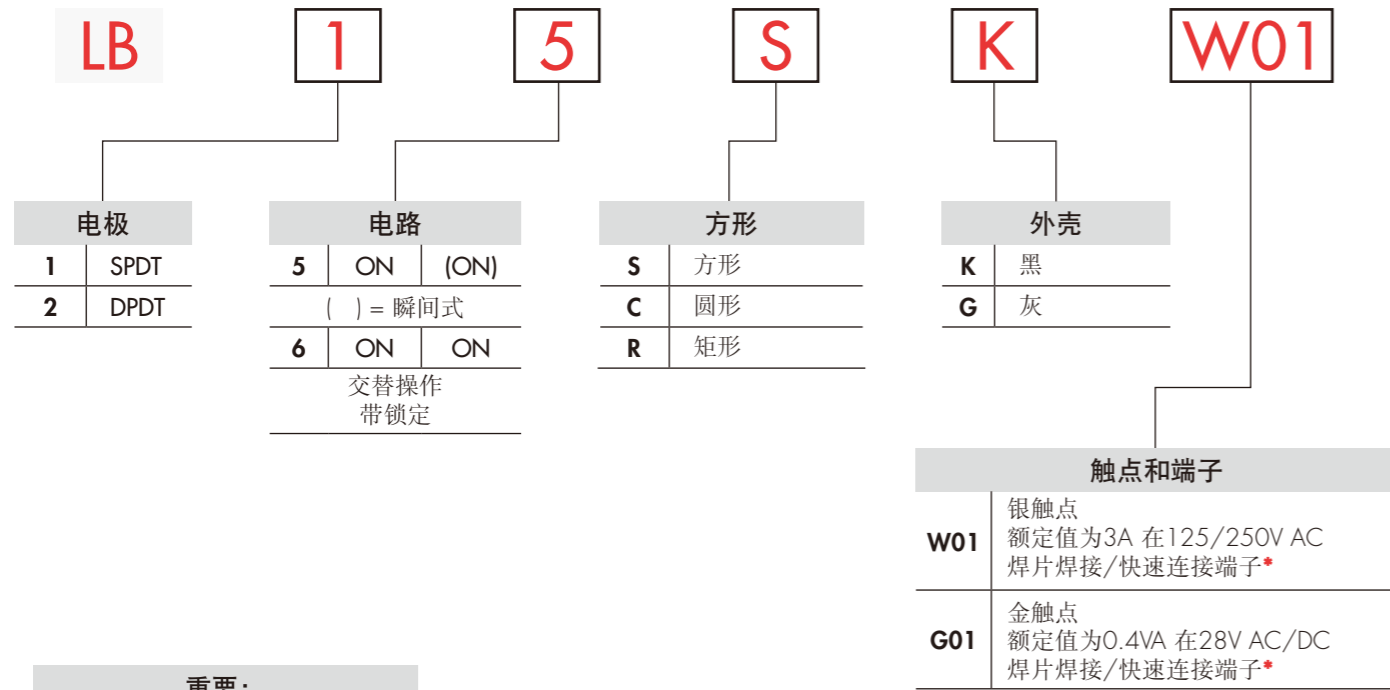 LB 1 5 S K W01
电极
1 SPDT
2 DPDT
电路
5 ON (ON)
( ) = 瞬间式
6 ON ON
交替操作
带锁定
方形
S 方形
C 圆形
R 矩形
外壳
K 黑
G 灰
触点和端子
W01 银触点
额定值为3A 在125/250V AC
焊片焊接/快速连接端子*
G01 金触点
额定值为0.4VA 在28V AC/DC
焊片焊接/快速连接端子*
重要: